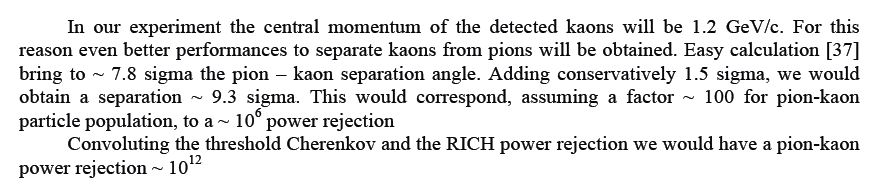 In our experiment the central momentum of the detected kaons will be 1.2 GeV/c. For this
reason even better performances to separate kaons from pions will be obtained. Easy calculation [37]
bring to ~ 7.8 sigma the pion – kaon separation angle. Adding conservatively 1.5 sigma, we would
obtain a separation ~ 9.3 sigma. This would correspond, assuming a factor ~ 100 for pion-kaon
particle population, to a ~ 10⁶ power rejection
Convoluting the threshold Cherenkov and the RICH power rejection we would have a pion-kaon
power rejection ~ 10¹²